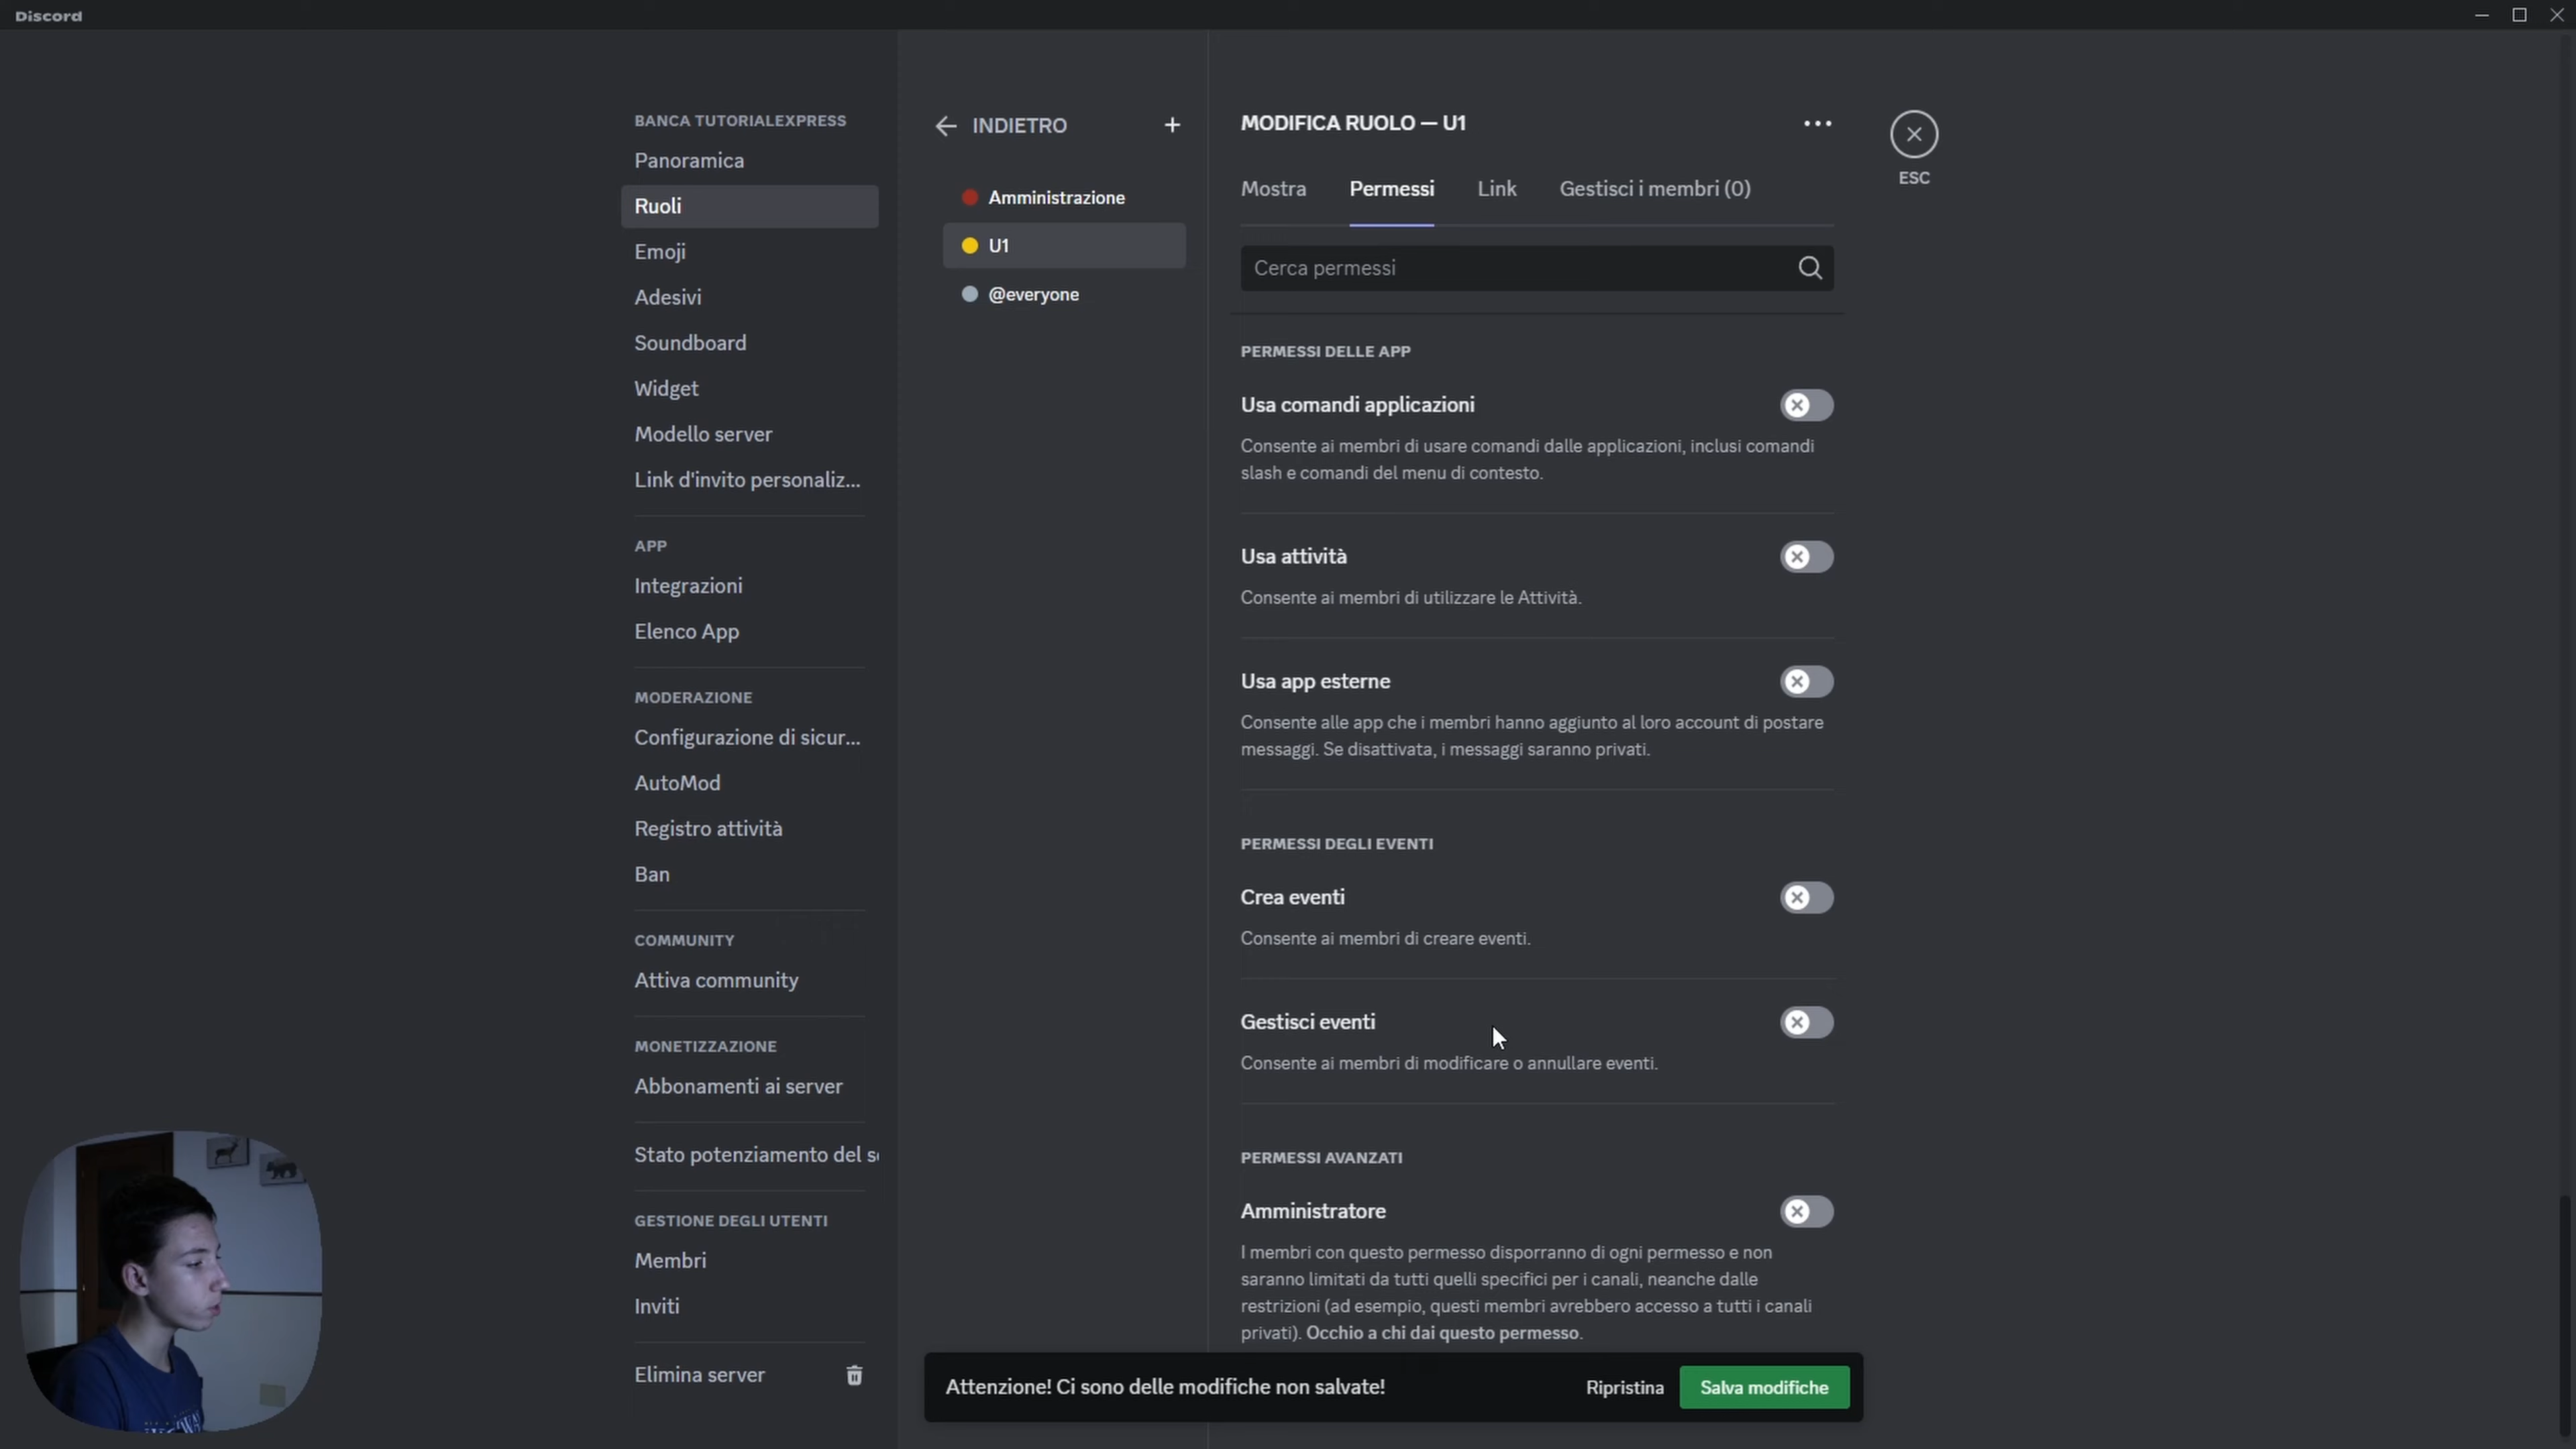 Discord
BANCA TUTORIALEXPRESS
Panoramica
Ruoli
Emoji
Adesivi
Soundboard
Widget
Modello server
Link d'invito personaliz...
APP
Integrazioni
Elenco App
MODERAZIONE
Configurazione di sicur...
AutoMod
Registro attività
Ban
COMMUNITY
Attiva community
MONETIZZAZIONE
Abbonamenti ai server
Stato potenziamento del se
GESTIONE DEGLI UTENTI
Membri
Inviti
Elimina server
INDIETRO
Amministrazione
U1
@everyone
MODIFICA RUOLO — U1
Mostra Permessi Link Gestisci i membri (0)
ESC
Cerca permessi
PERMESSI DELLE APP
Usa comandi applicazioni
Consente ai membri di usare comandi dalle applicazioni, inclusi comandi
slash e comandi del menu di contesto.
Usa attività
Consente ai membri di utilizzare le Attività.
Usa app esterne
Consente alle app che i membri hanno aggiunto al loro account di postare
messaggi. Se disattivata, i messaggi saranno privati.
PERMESSI DEGLI EVENTI
Crea eventi
Consente ai membri di creare eventi.
Gestisci eventi
Consente ai membri di modificare o annullare eventi.
PERMESSI AVANZATI
Amministratore
I membri con questo permesso disporranno di ogni permesso e non
saranno limitati da tutti quelli specifici per i canali, neanche dalle
restrizioni (ad esempio, questi membri avrebbero accesso a tutti i canali
privati). Occhio a chi dai questo permesso.
Attenzione! Ci sono delle modifiche non salvate!
Ripristina
Salva modifiche